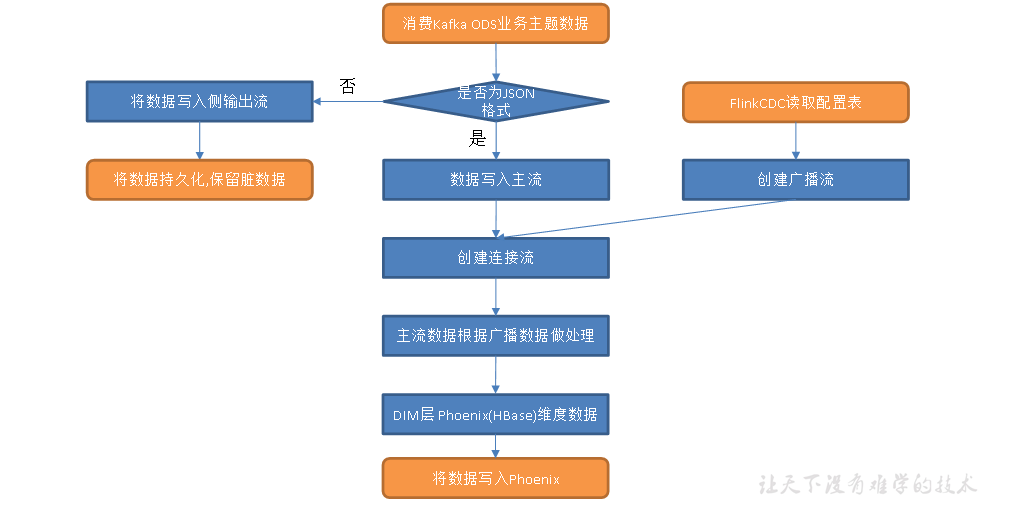 消费Kafka ODS业务主题数据
是否为JSON
格式
否
是
将数据写入侧输出流
将数据持久化,保留脏数据
FlinkCDC读取配置表
数据写入主流
创建广播流
创建连接流
主流数据根据广播数据做处理
DIM层 Phoenix(HBase)维度数据
将数据写入Phoenix
让天下没有难学的技术